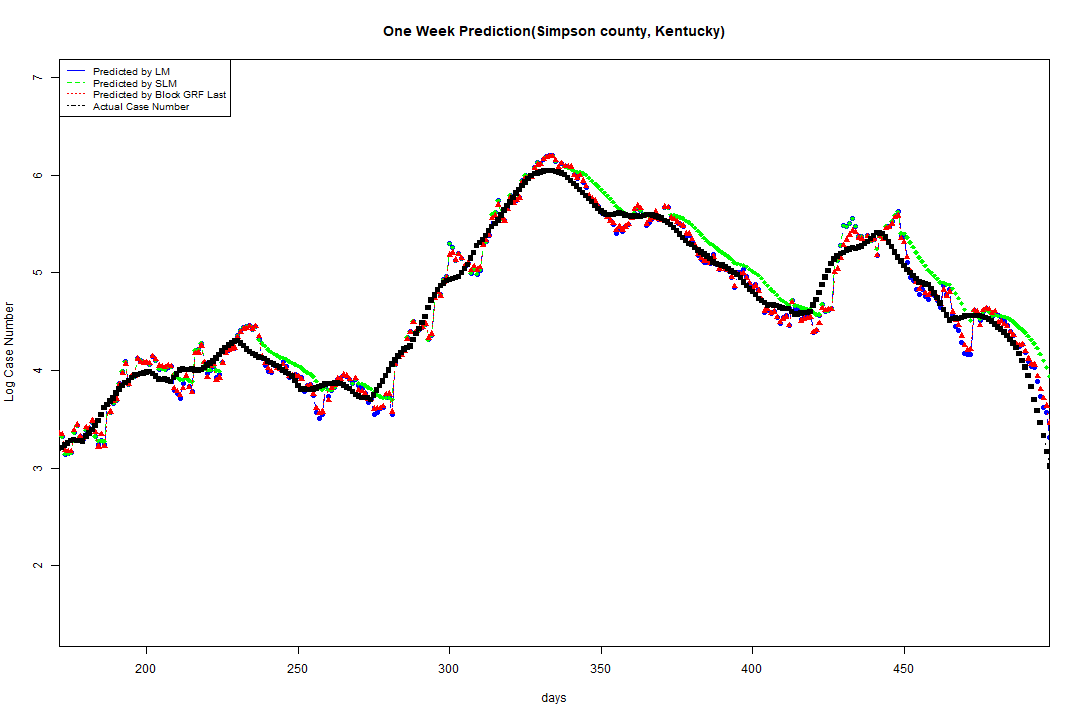 One Week Prediction(Simpson county, Kentucky)
Predicted by LM
Predicted by SLM
Predicted by Block GRF Last
Actual Case Number
7
6
5
4
3
2
Log Case Number
200 250 300 350 400 450
days